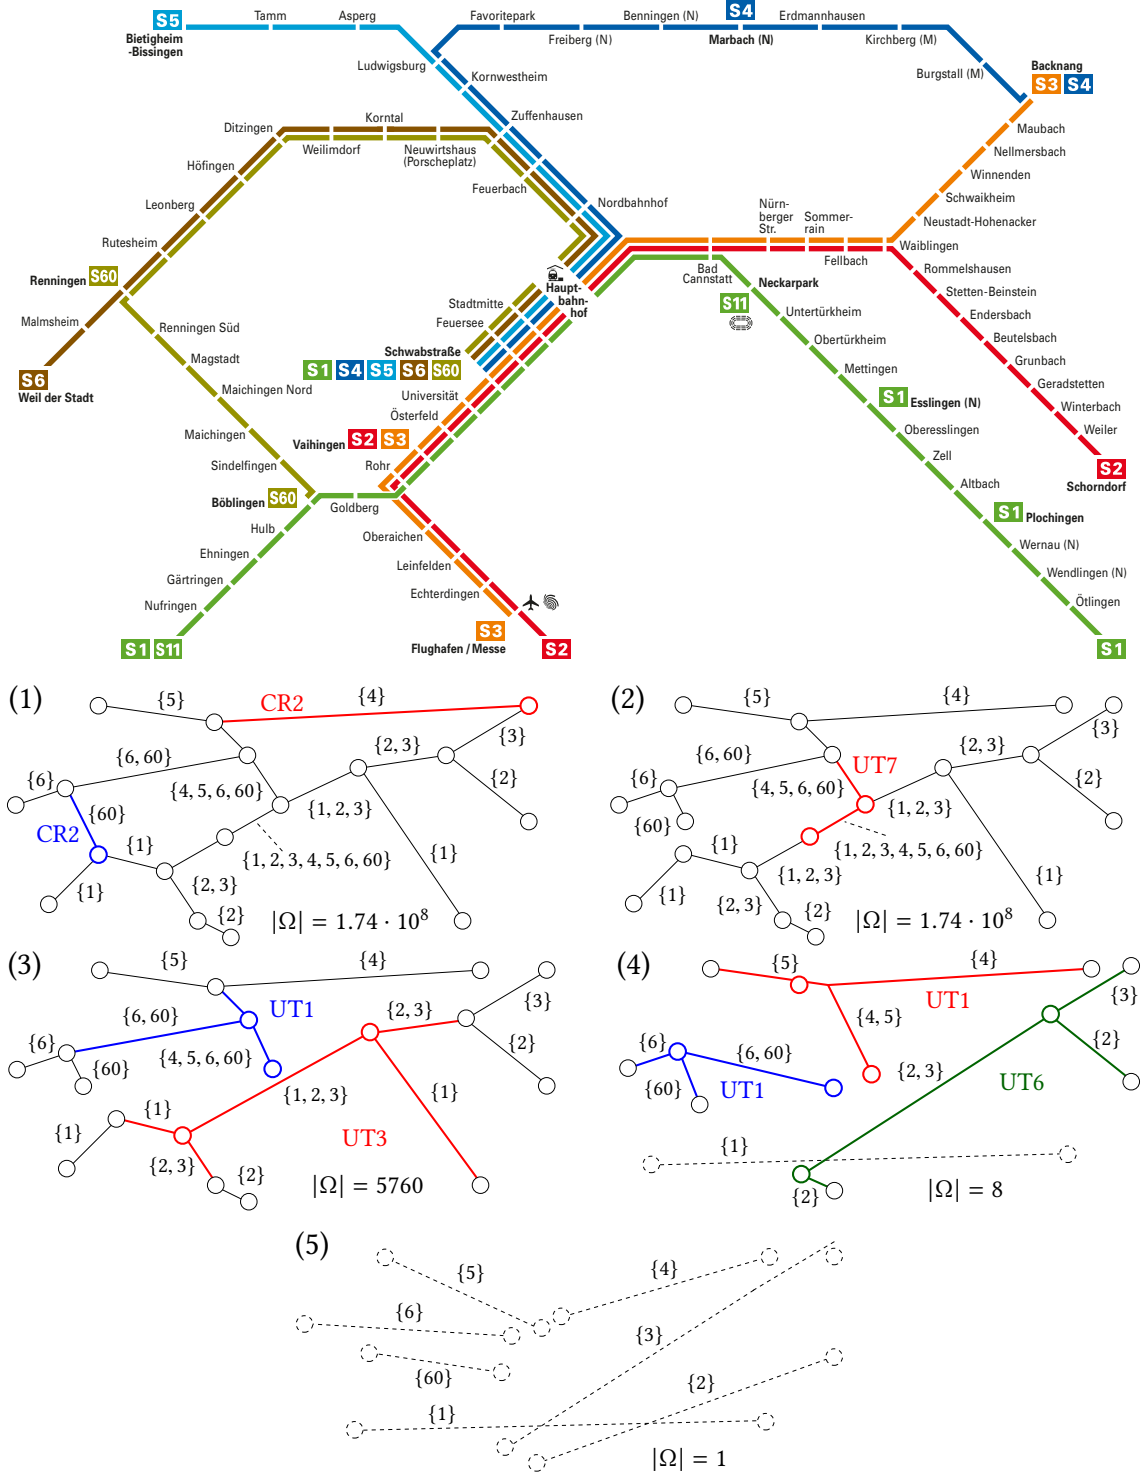 S5
Bietigheim
-Bissingen
Tamm
Asperg
Ludwigsburg
Favoritepark
Freiberg (N)
Benningen (N)
S4
Marbach (N)
Erdmannhausen
Kirchberg (M)
Burgstall (M)
Backnang
S3 S4
Kornwestheim
Zuffenhausen
Maubach
Nellmersbach
Winnenden
Schwaikheim
Neustadt-Hohenacker
Ditzingen
Korntal
Weilimdorf
Neuwirtshaus
(Porscheplatz)
Höfingen
Feuerbach
Leonberg
Nordbahnhof
Nürn-
berger
Str.
Sommer-
rain
Rutesheim
Waiblingen
Fellbach
Renningen S60
Malmsheim
Haupt-
bahn-
hof
Bad
Cannstatt
Neckarpark
S11
Rommelshausen
Stetten-Beinstein
Endersbach
Beutelsbach
Grunbach
Geradstetten
Winterbach
Weiler
S2
Schorndorf
Stadtmitte
Feuersee
Untertürkheim
Obertürkheim
Mettingen
Renningen Süd
Magstadt
Maichingen Nord
Maichingen
Sindelfingen
Schwabstraße
S1 S4 S5 S6 S60
S6
Weil der Stadt
Universität
Österfeld
S1 Esslingen (N)
Oberesslingen
Zell
Altbach
S1 Plochingen
Wernau (N)
Wendlingen (N)
Ötlingen
S1
Vaihingen S2 S3
Rohr
Böblingen S60
Goldberg
Hulb
Ehningen
Gärtringen
Nufringen
S1 S11
Oberaichen
Leinfelden
Echterdingen
S3
Flughafen / Messe
S2
(1)
{5}
CR2
{4}
{6, 60}
{2, 3}
{3}
{6}
{60}
{4, 5, 6, 60}
{2}
{1, 2, 3}
CR2
{1}
{1, 2, 3, 4, 5, 6, 60}
{1}
{1}
{2, 3}
{2}
|Ω| = 1.74 · 10⁸
(2)
{5}
{4}
{6, 60}
UT7
{2, 3}
{3}
{6}
{4, 5, 6, 60}
{2}
{60}
{1, 2, 3}
{1}
{1, 2, 3, 4, 5, 6, 60}
{1, 2, 3}
{1}
{1}
{2, 3}
{2}
|Ω| = 1.74 · 10⁸
(3)
{5}
{4}
{6, 60}
UT1
{2, 3}
{3}
{6}
{60}
{4, 5, 6, 60}
{2}
{1, 2, 3}
{1}
{1}
{1}
UT3
{2, 3}
{2}
|Ω| = 5760
(4)
{5}
{4}
UT1
{3}
{4, 5}
{6}
{6, 60}
{2}
{60}
UT1
{2, 3}
UT6
{1}
{2}
|Ω| = 8
(5)
{5}
{4}
{6}
{3}
{60}
{2}
{1}
|Ω| = 1